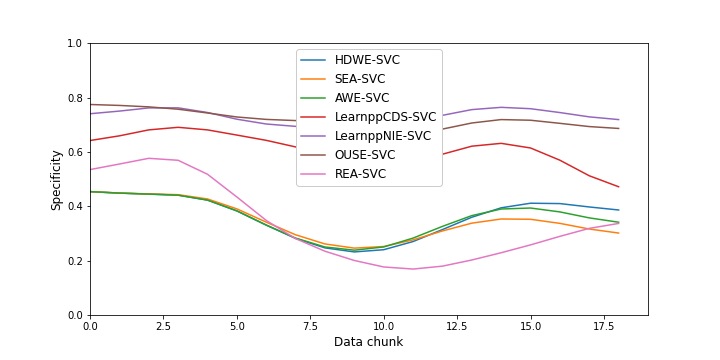 1.0
0.8
0.6
0.4
0.2
0.0
Specificity
HDWE-SVC
SEA-SVC
AWE-SVC
LearnppCDS-SVC
LearnppNIE-SVC
OUSE-SVC
REA-SVC
0.0 2.5 5.0 7.5 10.0 12.5 15.0 17.5
Data chunk